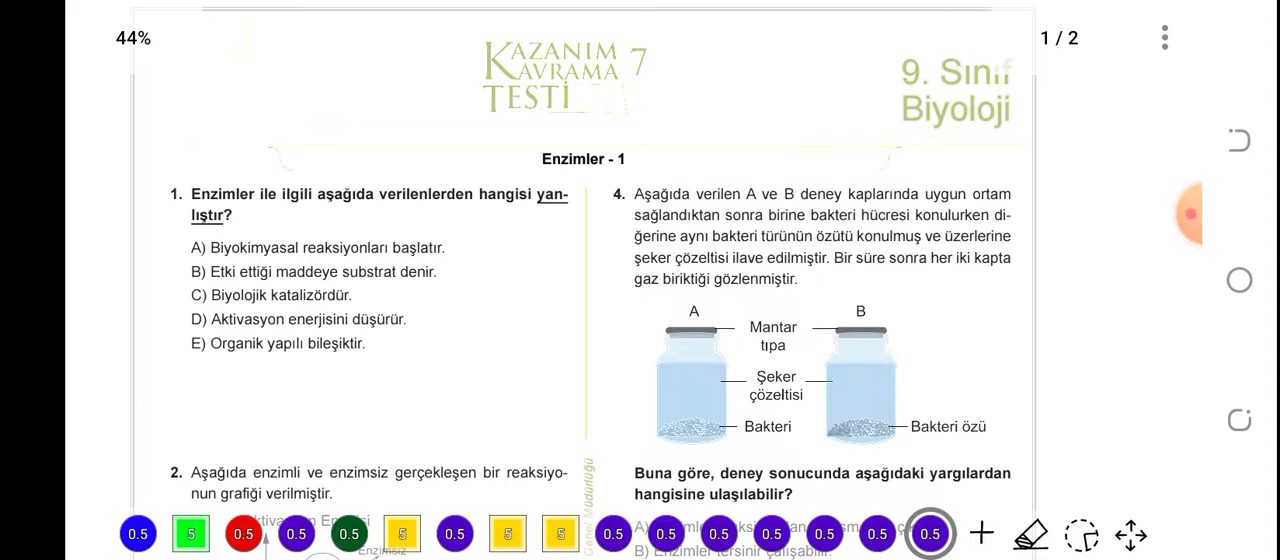 44%
1 / 2
KAZANIM
KAVRAMA 7
TESTİ
9. Sınıf
Biyoloji
Enzimler - 1
1. Enzimler ile ilgili aşağıda verilenlerden hangisi yan-
lıştır?
A) Biyokimyasal reaksiyonları başlatır.
B) Etki ettiği maddeye substrat denir.
C) Biyolojik katalizördür.
D) Aktivasyon enerjisini düşürür.
E) Organik yapılı bileşiktir.
2. Aşağıda enzimli ve enzimsiz gerçekleşen bir reaksiyo-
nun grafiği verilmiştir.
Enzimsiz
Genel Müdürlüğü
4. Aşağıda verilen A ve B deney kaplarında uygun ortam
sağlandıktan sonra birine bakteri hücresi konulurken di-
ğerine aynı bakteri türünün özütü konulmuş ve üzerlerine
şeker çözeltisi ilave edilmiştir. Bir süre sonra her iki kapta
gaz biriktiği gözlenmiştir.
A B
Mantar
tıpa
Şeker
çözeltisi
Bakteri Bakteri özü
Buna göre, deney sonucunda aşağıdaki yargılardan
hangisine ulaşılabilir?
A)
B) Enzimler tersinir çalışabilir.
0.5 5 0.5 0.5 0.5 5 0.5 5 5 0.5 0.5 0.5 0.5 0.5 0.5 0.5